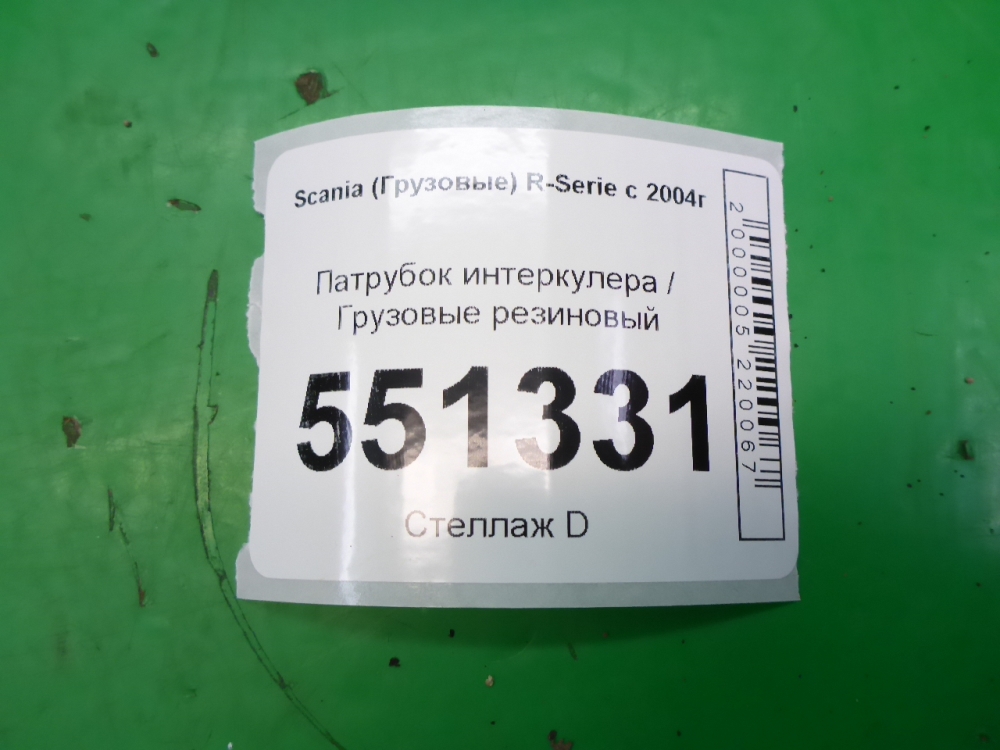 Scania (Грузовые) R-Serie с 2004г
Патрубок интеркулера /
Грузовые резиновый
551331
Стеллаж D
2000005220067